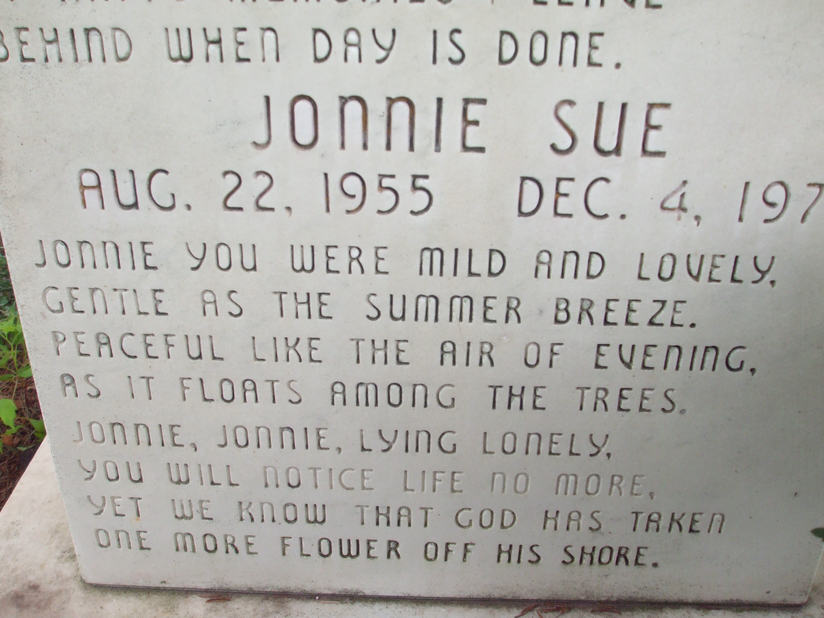 MEMORIES I LEAVE
BEHIND WHEN DAY IS DONE.
JONNIE SUE
AUG. 22, 1955 DEC. 4, 197
JONNIE YOU WERE MILD AND LOVELY,
GENTLE AS THE SUMMER BREEZE.
PEACEFUL LIKE THE AIR OF EVENING,
AS IT FLOATS AMONG THE TREES.
JONNIE, JONNIE, LYING LONELY,
YOU WILL NOTICE LIFE NO MORE,
YET WE KNOW THAT GOD HAS TAKEN
ONE MORE FLOWER OFF HIS SHORE.